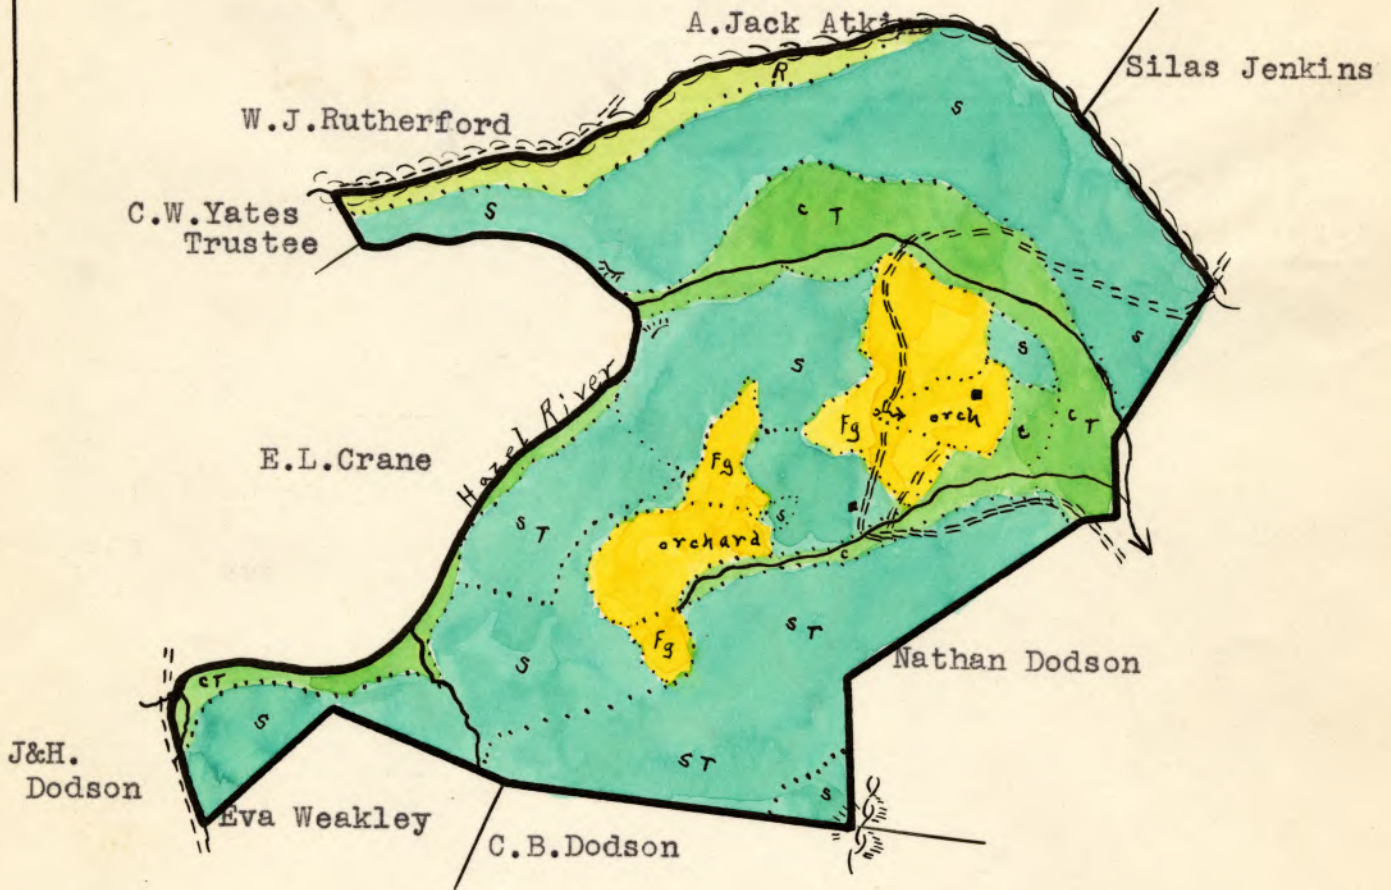 A.Jack Atkins
Silas Jenkins
R
S
W.J.Rutherford
C.W.Yates
Trustee
S
c T
S
S
S
Hazel River
Fg
orch
c
cT
E.L.Crane
Fg
S
ST
orchard
c
ST
Fg
S
Nathan Dodson
cT
S
J&H.
Dodson
ST
S
Eva Weakley
C.B.Dodson